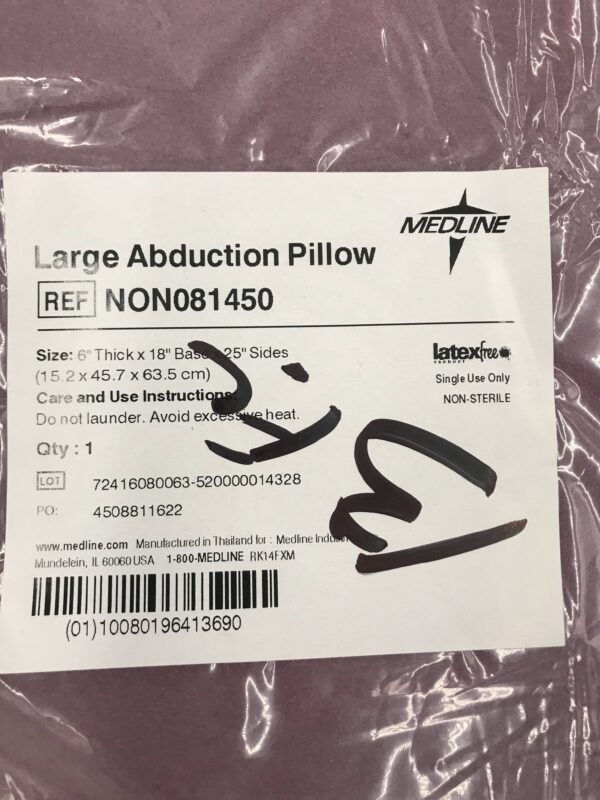 MEDLINE
Large Abduction Pillow
REF NON081450
Size: 6" Thick x 18" Base x 25" Sides
(15.2 x 45.7 x 63.5 cm)
Care and Use Instructions:
Do not launder. Avoid excessive heat.
Qty : 1
latexfree
PRODUCT
Single Use Only
NON-STERILE
LOT 72416080063-520000014328
PO: 4508811622
www.medline.com Manufactured in Thailand for : Medline
Mundelein, IL 60060 USA 1-800-MEDLINE RK14FXM
(01)10080196413690